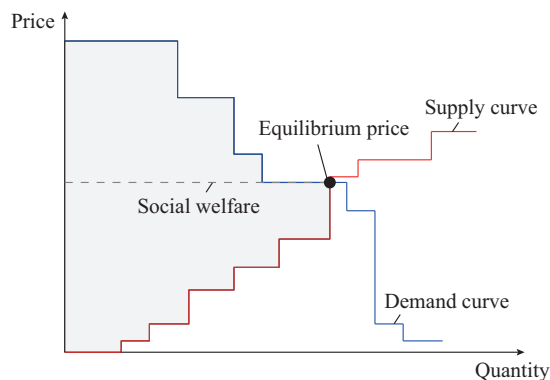 Price
Supply curve
Equilibrium price
Social welfare
Demand curve
Quantity